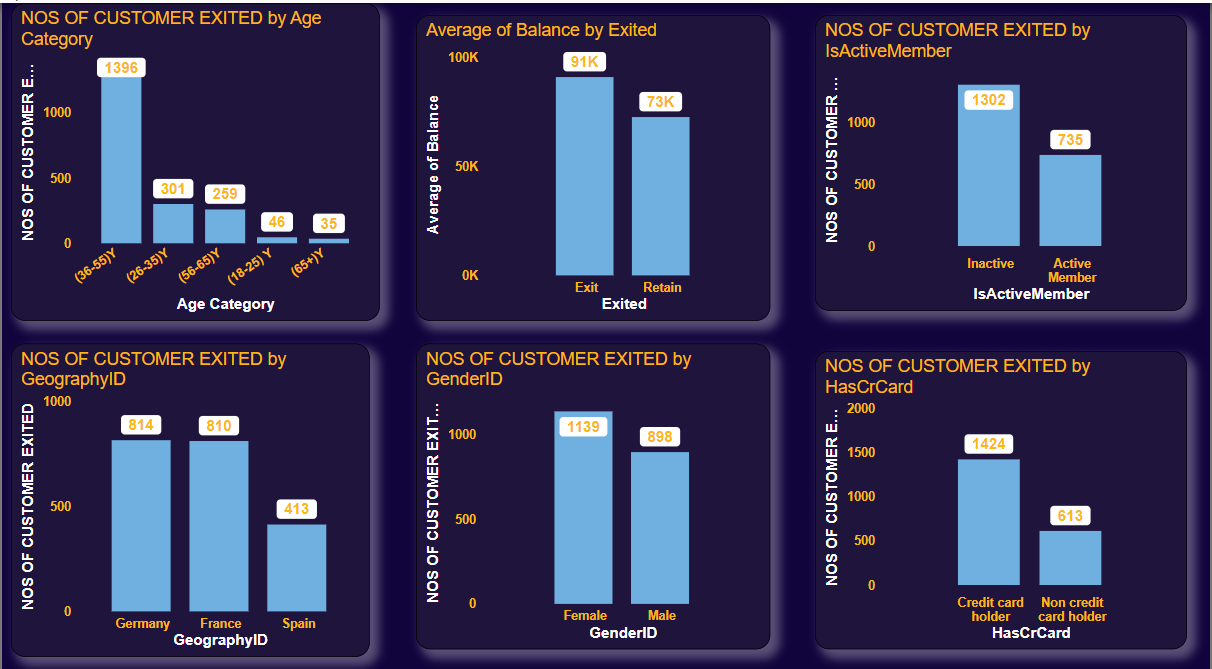 NOS OF CUSTOMER EXITED by Age
Category
NOS OF CUSTOMER E...
1396
1000
500
0
301
259
46
35
(36-55)Y
(26-35)Y
(56-65)Y
(18-25) Y
(65+)Y
Age Category
Average of Balance by Exited
Average of Balance
100K
50K
0K
91K
73K
Exit
Retain
Exited
NOS OF CUSTOMER EXITED by
IsActiveMember
NOS OF CUSTOMER ...
1000
500
0
1302
735
Inactive
Active
Member
IsActiveMember
NOS OF CUSTOMER EXITED by
GeographyID
NOS OF CUSTOMER EXITED
1000
500
0
814
810
413
Germany
France
Spain
GeographyID
NOS OF CUSTOMER EXITED by
GenderID
NOS OF CUSTOMER EXIT...
1000
500
0
1139
898
Female
Male
GenderID
NOS OF CUSTOMER EXITED by
HasCrCard
NOS OF CUSTOMER E...
2000
1500
1000
500
0
1424
613
Credit card
holder
Non credit
card holder
HasCrCard